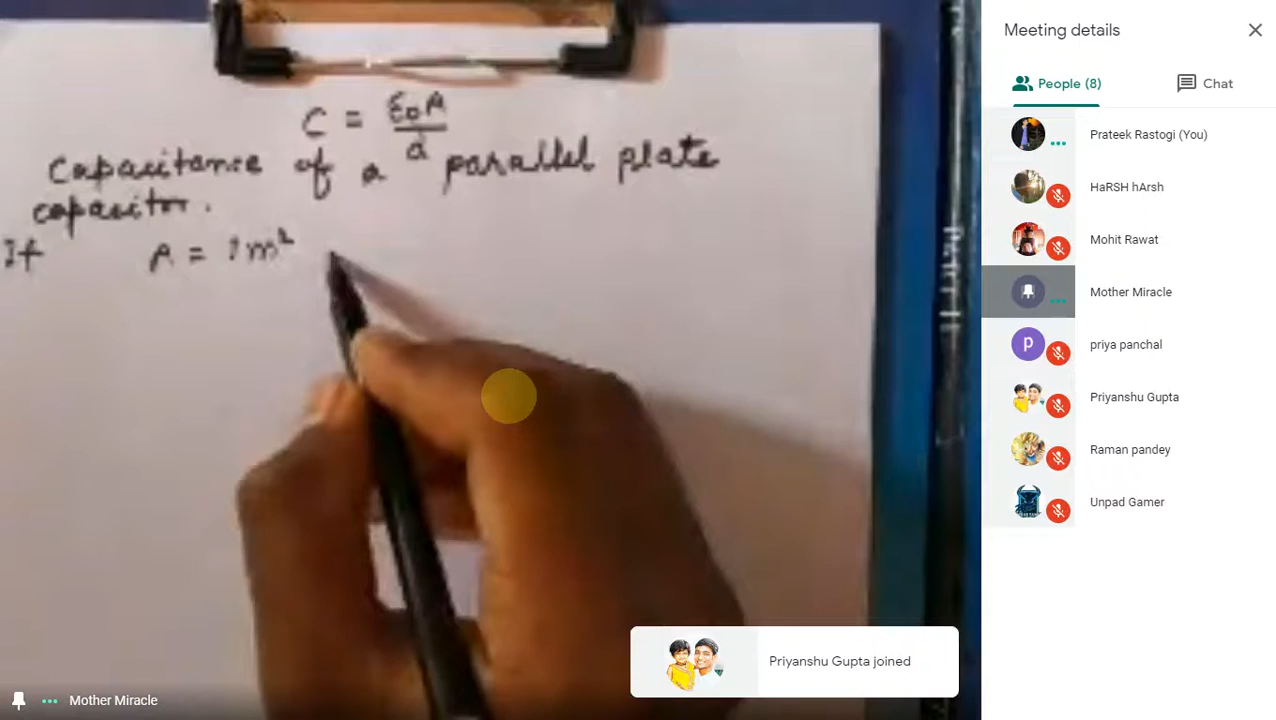 C = ε₀A/d
Capacitance of a parallel plate
capacitor.
If A = 1m²
Priyanshu Gupta joined
Mother Miracle
Meeting details
People (8)
Chat
Prateek Rastogi (You)
HaRSH hArsh
Mohit Rawat
Mother Miracle
p
priya panchal
Priyanshu Gupta
Raman pandey
Unpad Gamer